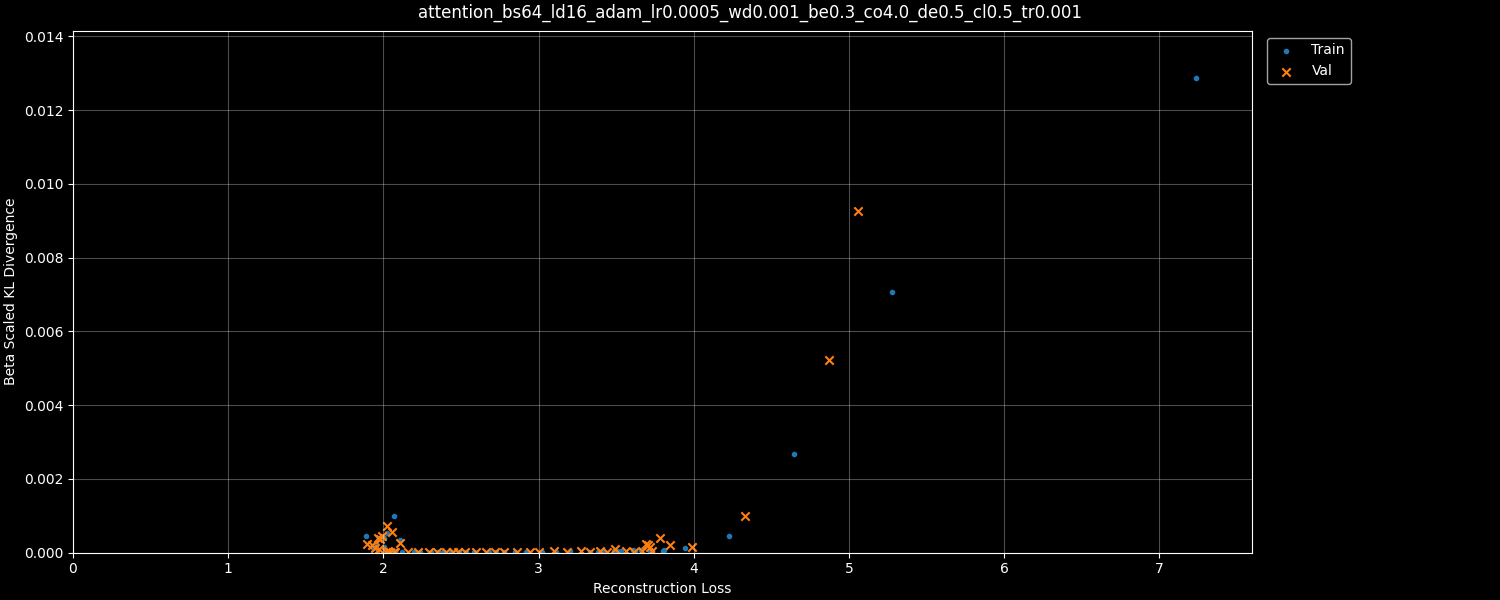 attention_bs64_ld16_adam_lr0.0005_wd0.001_be0.3_co4.0_de0.5_cl0.5_tr0.001
0.014
0.012
0.010
0.008
0.006
0.004
0.002
0.000
Beta Scaled KL Divergence
0 1 2 3 4 5 6 7
Reconstruction Loss
Train
Val